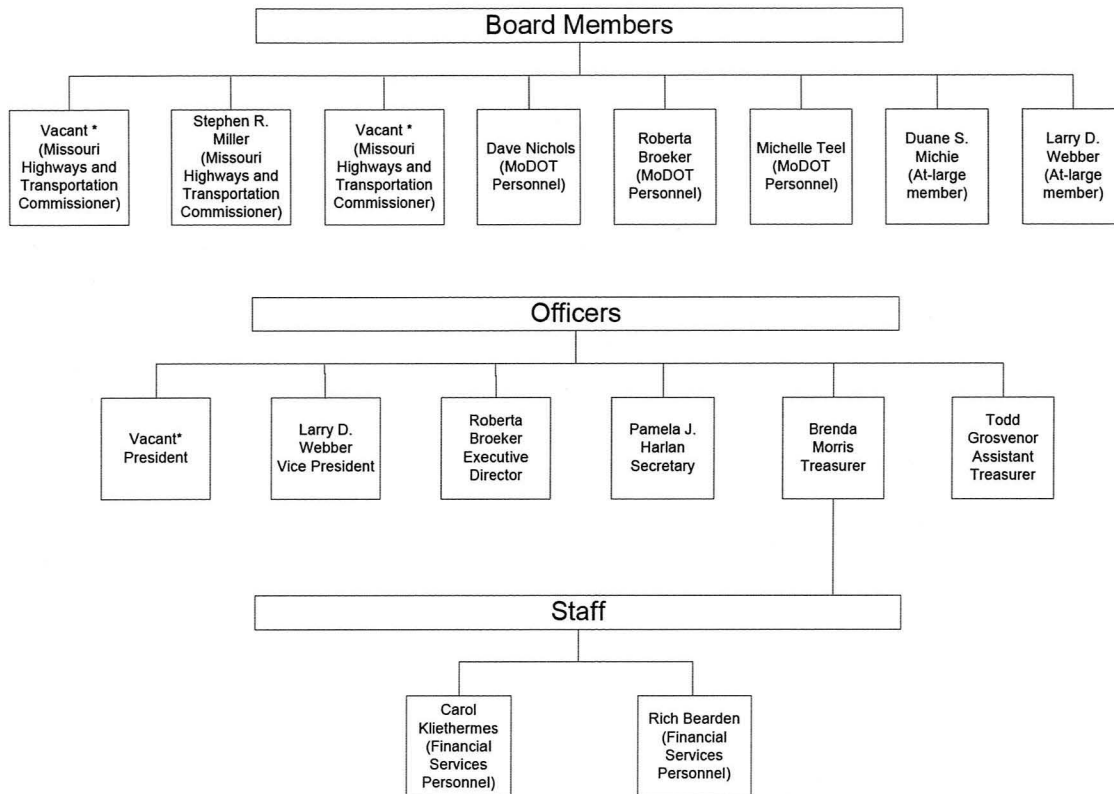 Board Members
Vacant *
(Missouri
Highways and
Transportation
Commissioner)
Stephen R.
Miller
(Missouri
Highways and
Transportation
Commissioner)
Vacant *
(Missouri
Highways and
Transportation
Commissioner)
Dave Nichols
(MoDOT
Personnel)
Roberta
Broeker
(MoDOT
Personnel)
Michelle Teel
(MoDOT
Personnel)
Duane S.
Michie
(At-large
member)
Larry D.
Webber
(At-large
member)
Officers
Vacant*
President
Larry D.
Webber
Vice President
Roberta
Broeker
Executive
Director
Pamela J.
Harlan
Secretary
Brenda
Morris
Treasurer
Todd
Grosvenor
Assistant
Treasurer
Staff
Carol
Kliethermes
(Financial
Services
Personnel)
Rich Bearden
(Financial
Services
Personnel)